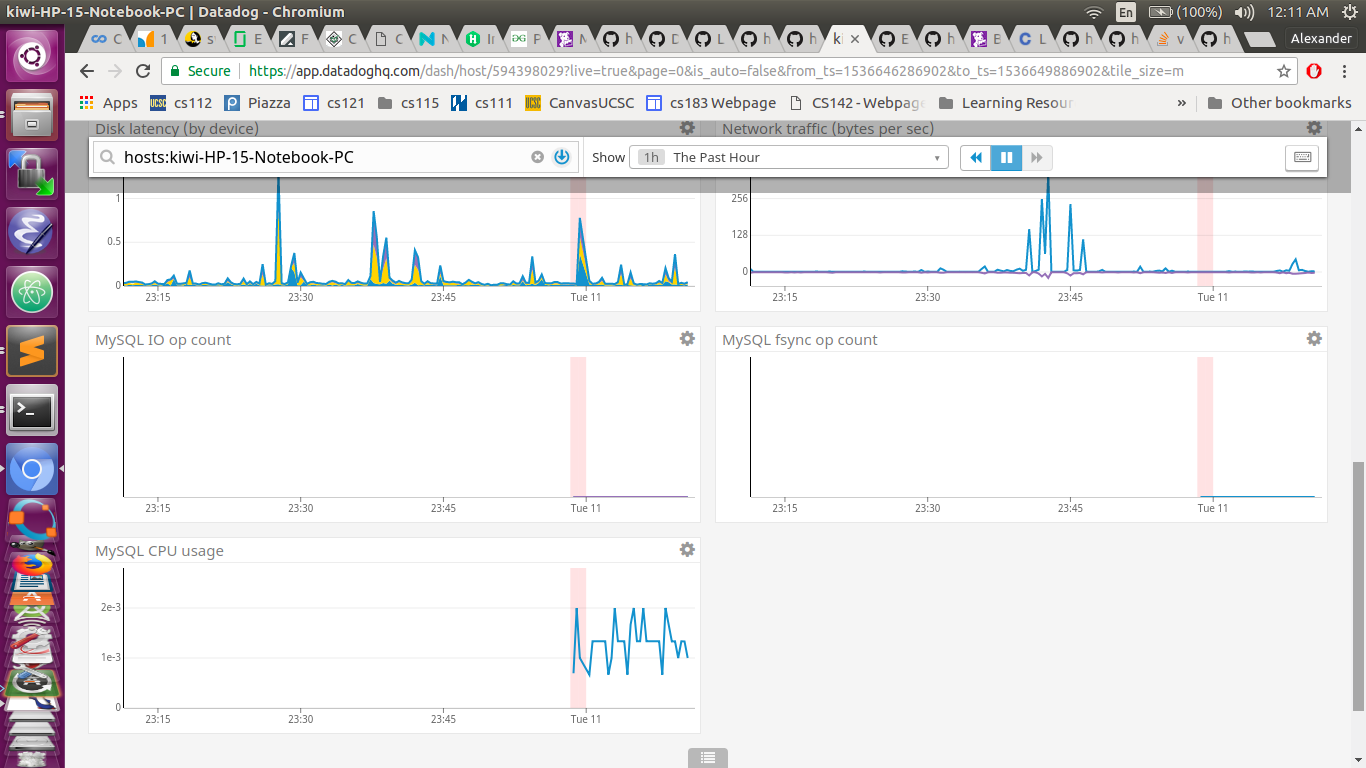 kiwi-HP-15-Notebook-PC | Datadog - Chromium
En (100%) 12:11 AM
Alexander
Secure https://app.datadoghq.com/dash/host/594398029?live=true&page=0&is_auto=false&from_ts=1536646286902&to_ts=1536649886902&tile_size=m
Apps UCSC cs112 Piazza cs121 cs115 cs111 UCSC CanvasUCSC cs183 Webpage CS142 - Webpage Learning Resour » Other bookmarks
Disk latency (by device) Network traffic (bytes per sec)
hosts:kiwi-HP-15-Notebook-PC Show 1h The Past Hour
1 256
0.5 128
0 0
23:15 23:30 23:45 Tue 11 23:15 23:30 23:45 Tue 11
MySQL IO op count MySQL fsync op count
23:15 23:30 23:45 Tue 11 23:15 23:30 23:45 Tue 11
MySQL CPU usage
2e-3
1e-3
0
23:15 23:30 23:45 Tue 11